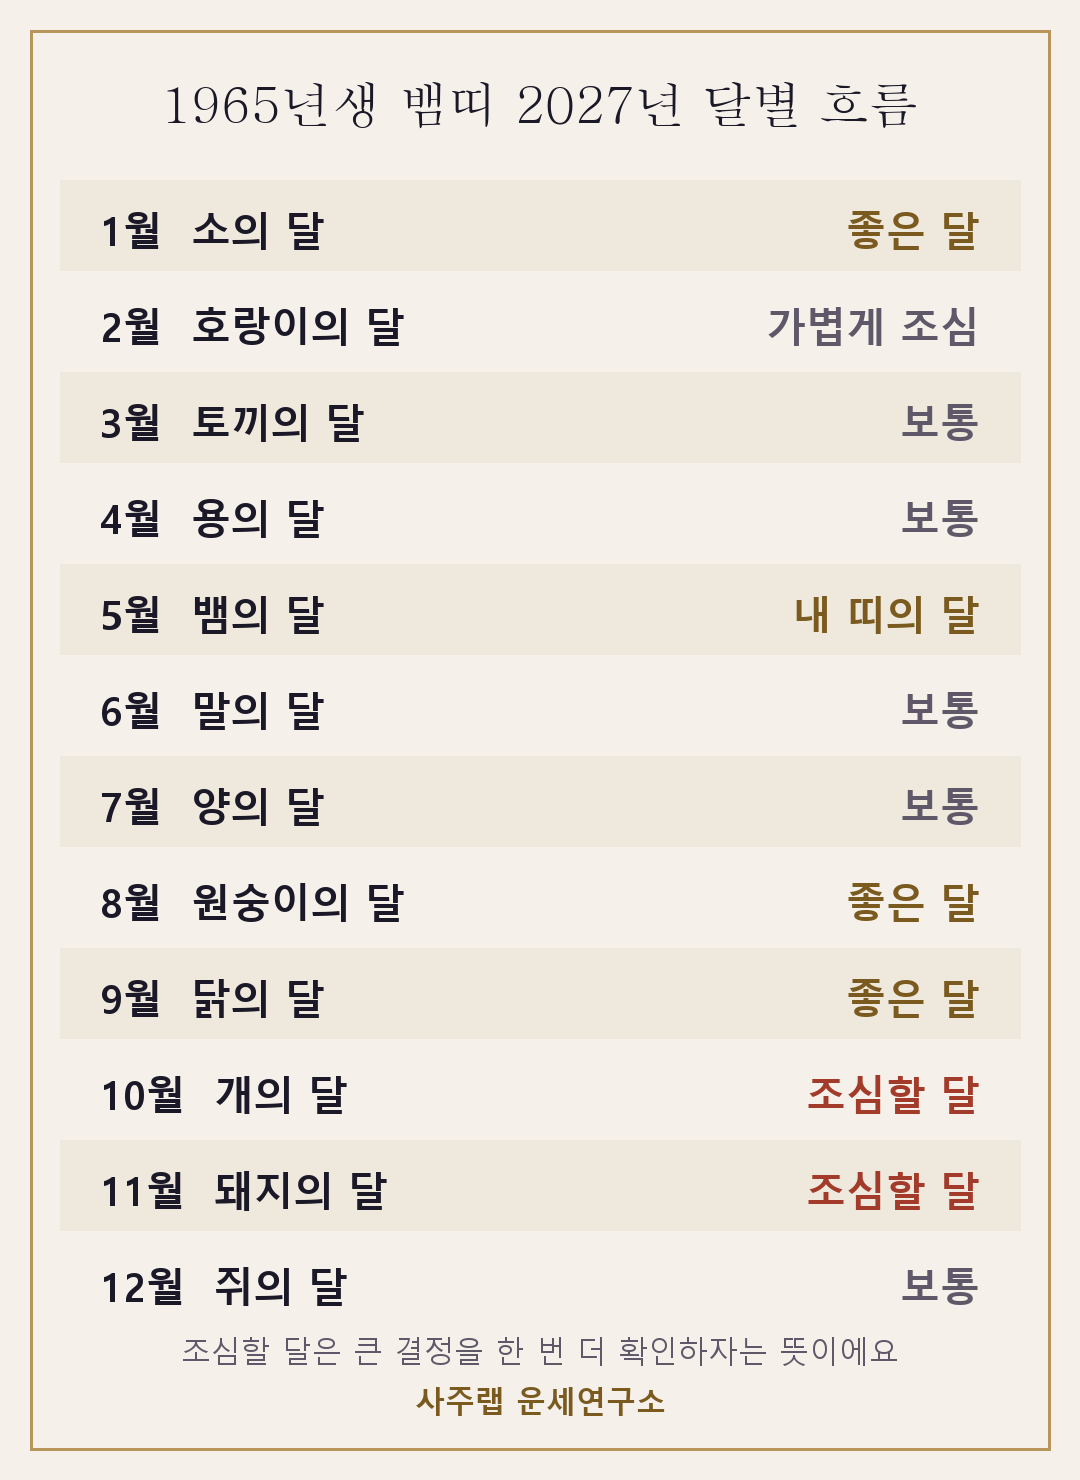 1965년생 뱀띠 2027년 달별 흐름
1월 소의 달 좋은 달
2월 호랑이의 달 가볍게 조심
3월 토끼의 달 보통
4월 용의 달 보통
5월 뱀의 달 내 띠의 달
6월 말의 달 보통
7월 양의 달 보통
8월 원숭이의 달 좋은 달
9월 닭의 달 좋은 달
10월 개의 달 조심할 달
11월 돼지의 달 조심할 달
12월 쥐의 달 보통
조심할 달은 큰 결정을 한 번 더 확인하자는 뜻이에요
사주랩 운세연구소